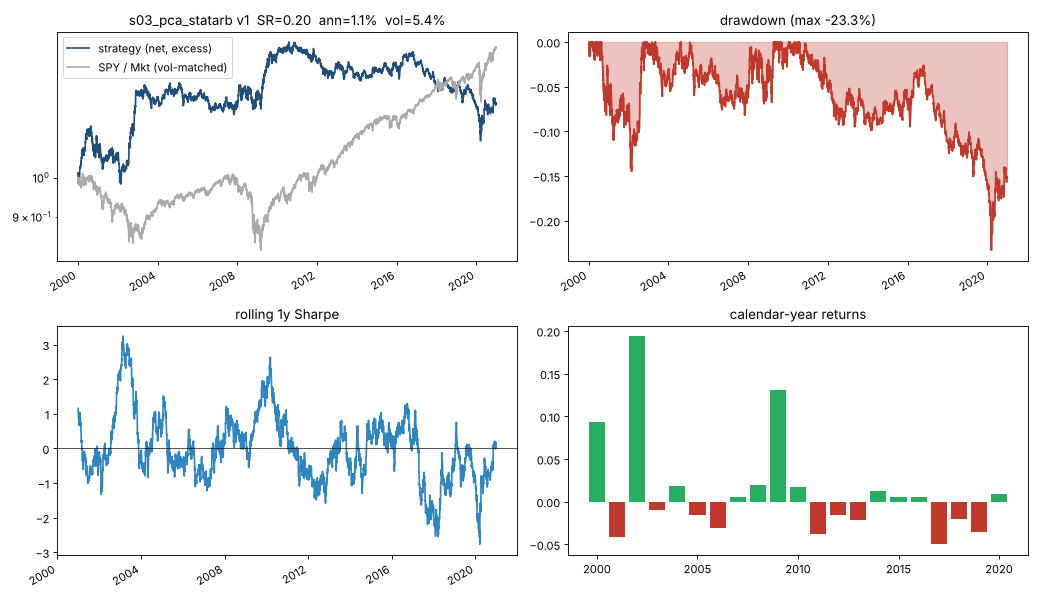 s03_pca_statarb v1  SR=0.20  ann=1.1%  vol=5.4%
strategy (net, excess)
SPY / Mkt (vol-matched)
10⁰
9 × 10⁻¹
2000 2004 2008 2012 2016 2020
drawdown (max -23.3%)
0.00
−0.05
−0.10
−0.15
−0.20
2000 2004 2008 2012 2016 2020
rolling 1y Sharpe
3
2
1
0
−1
−2
−3
2000 2004 2008 2012 2016 2020
calendar-year returns
0.20
0.15
0.10
0.05
0.00
−0.05
2000 2005 2010 2015 2020